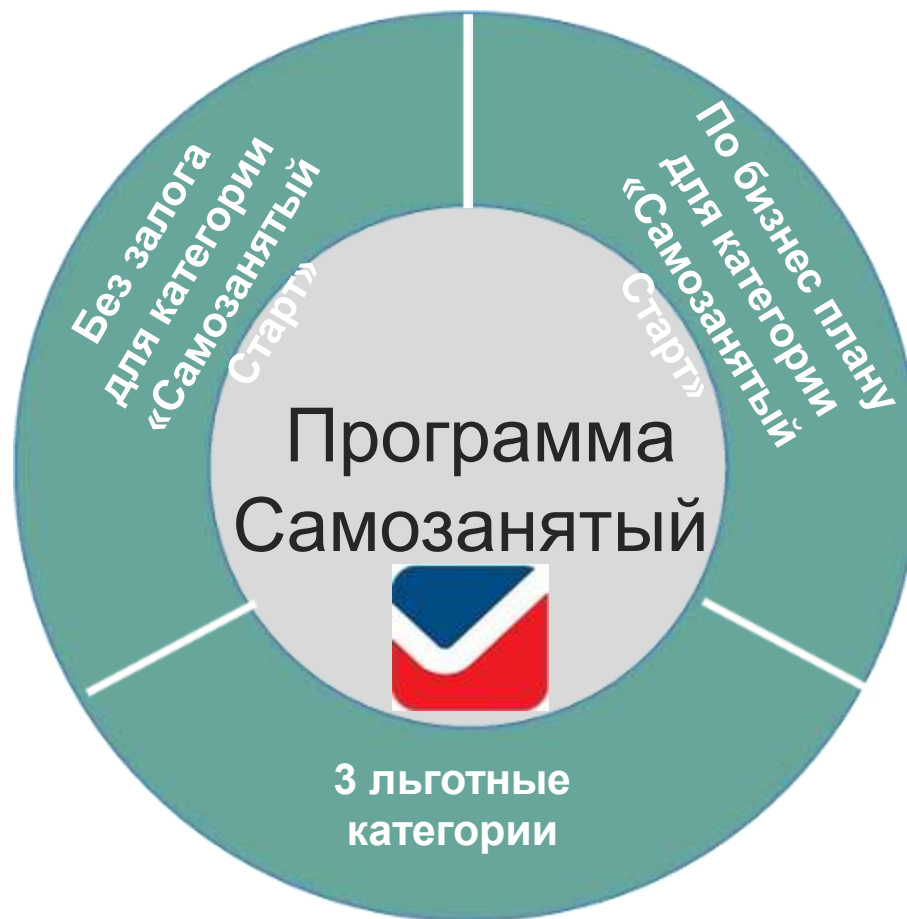 Без залога
для категории
«Самозанятый
Старт»
По бизнес плану
для категории
«Самозанятый
Старт»
Программа
Самозанятый
3 льготные
категории